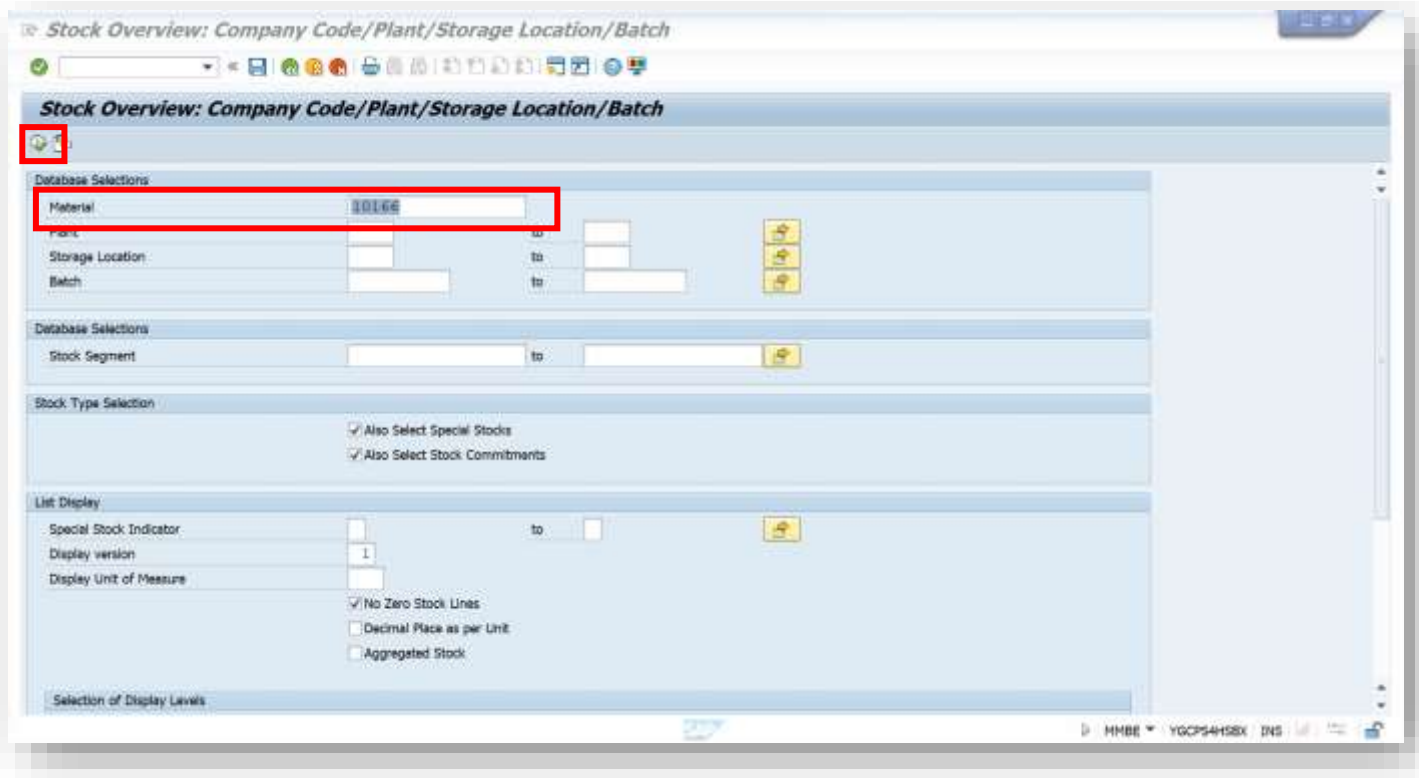 Stock Overview: Company Code/Plant/Storage Location/Batch
Stock Overview: Company Code/Plant/Storage Location/Batch
Database Selections
Material 10166
Plant to
Storage Location to
Batch to
Database Selections
Stock Segment to
Stock Type Selection
Also Select Special Stocks
Also Select Stock Commitments
List Display
Special Stock Indicator to
Display version 1
Display Unit of Measure
No Zero Stock Lines
Decimal Place as per Unit
Aggregated Stock
Selection of Display Levels
SAP MMBE YGCPS4HSBX INS